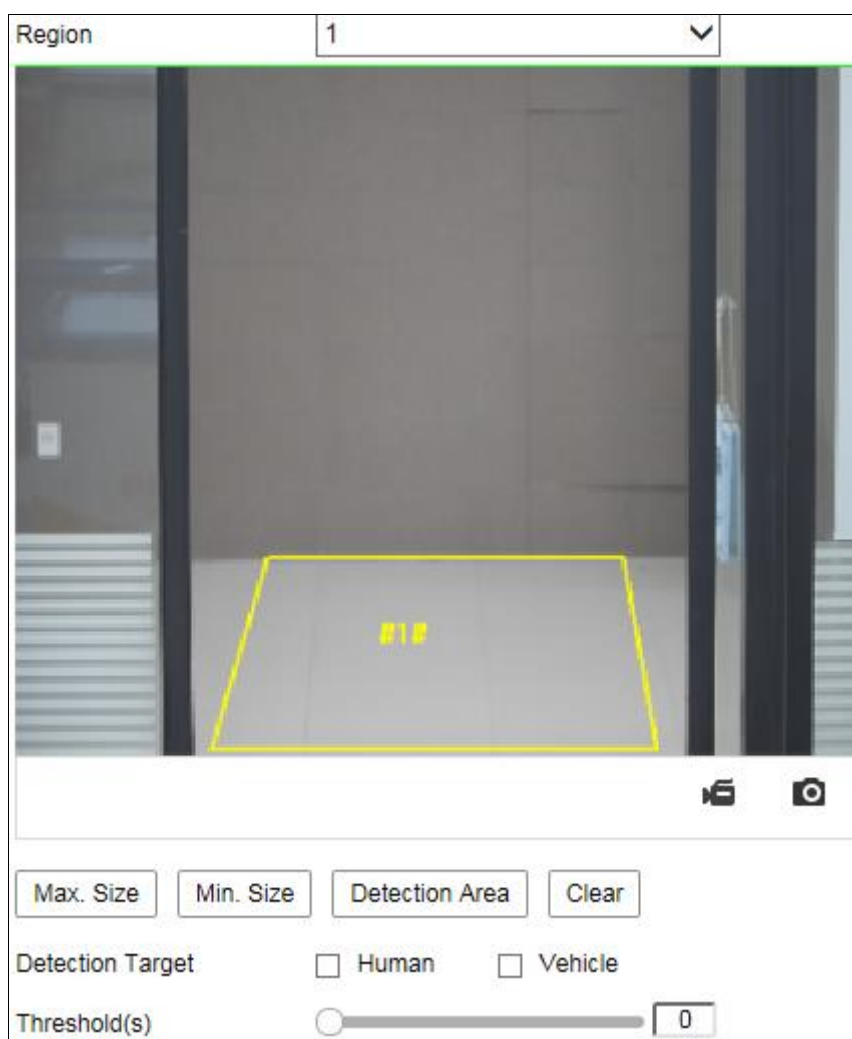 Region 1
#1#
Max. Size Min. Size Detection Area Clear
Detection Target Human Vehicle
Threshold(s) 0